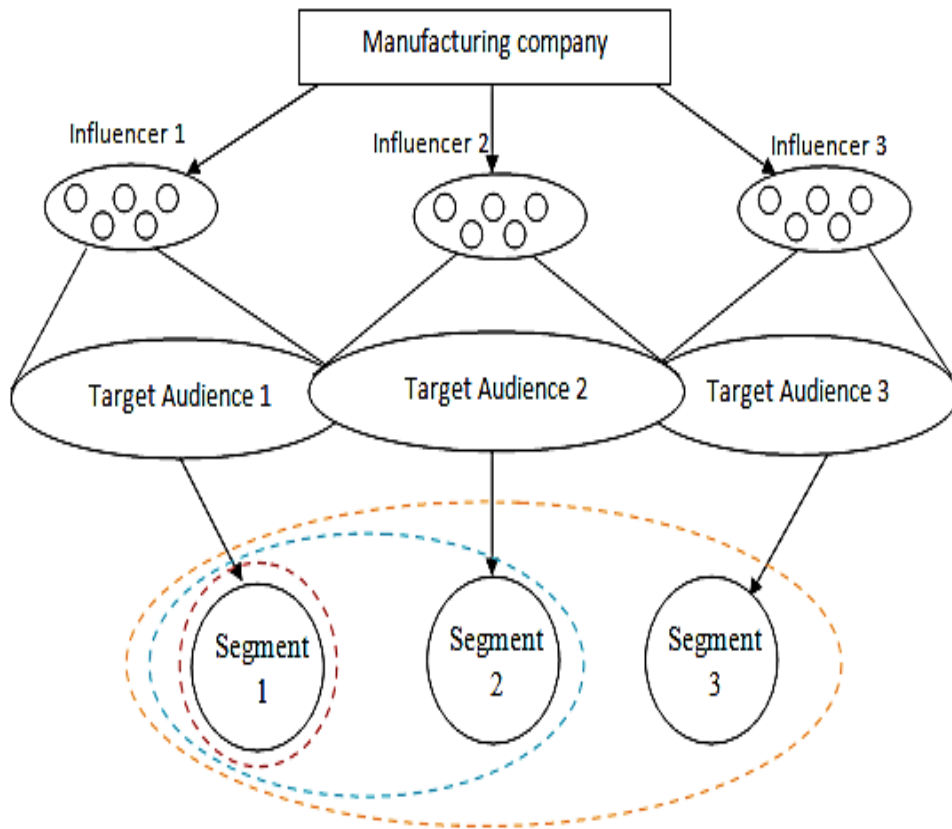 Manufacturing company
Influencer 1
Influencer 2
Influencer 3
Target Audience 1
Target Audience 2
Target Audience 3
Segment
1
Segment
2
Segment
3